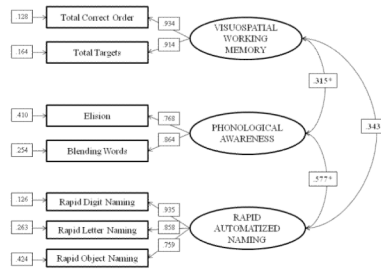 .128
Total Correct Order
.934
VISUOSPATIAL
WORKING
MEMORY
.164
Total Targets
.914
.315*
.343
.410
Elision
.768
PHONOLOGICAL
AWARENESS
.254
Blending Words
.864
.577*
.126
Rapid Digit Naming
.935
RAPID
AUTOMATIZED
NAMING
.263
Rapid Letter Naming
.858
.424
Rapid Object Naming
.759